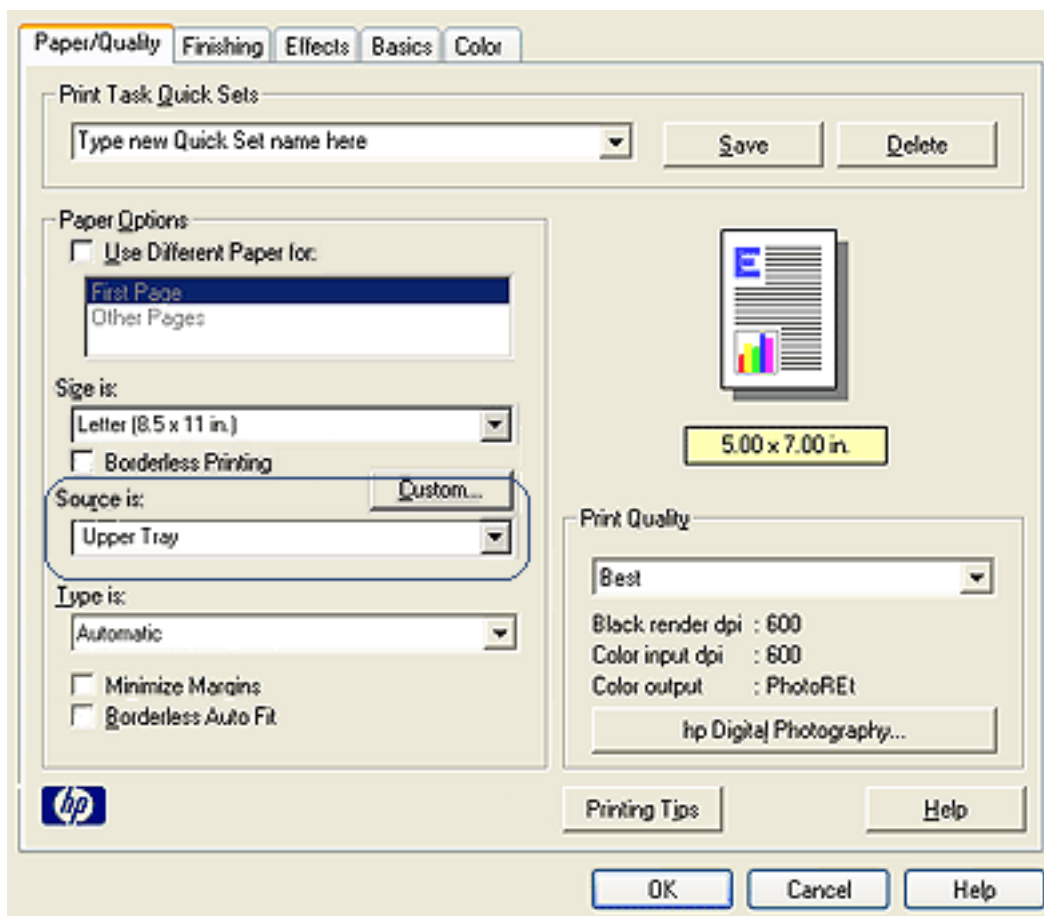 Paper/Quality Finishing Effects Basics Color
Print Task Quick Sets
Type new Quick Set name here Save Delete
Paper Options
Use Different Paper for:
First Page
Other Pages
E
Size is:
Letter (8.5 x 11 in.)
5.00 x 7.00 in.
Borderless Printing
Custom...
Source is:
Upper Tray
Type is:
Automatic
Minimize Margins
Borderless Auto Fit
Print Quality
Best
Black render dpi : 600
Color input dpi : 600
Color output : PhotoREt
hp Digital Photography...
hp
Printing Tips Help
OK Cancel Help